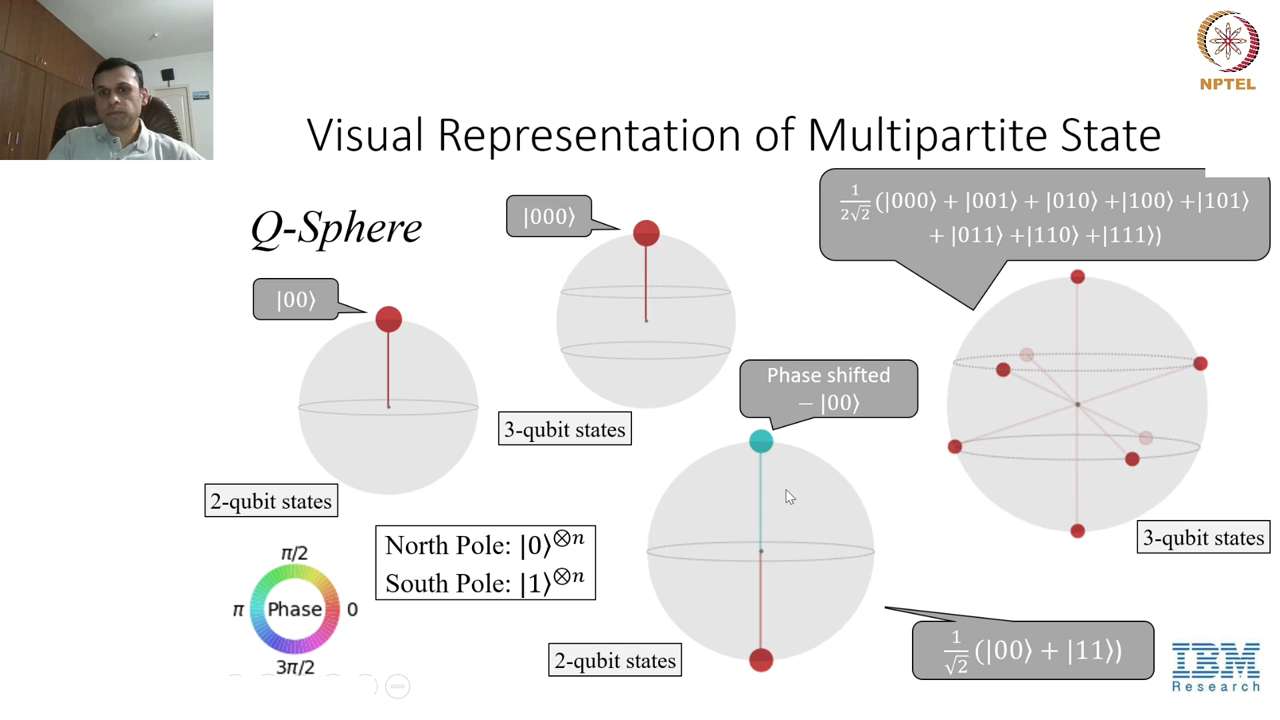 NPTEL
Visual Representation of Multipartite State
Q-Sphere
|000⟩
1/2√2 (|000⟩ + |001⟩ + |010⟩ +|100⟩ +|101⟩
+ |011⟩ +|110⟩ +|111⟩)
|00⟩
Phase shifted
− |00⟩
3-qubit states
2-qubit states
North Pole: |0⟩⊗n
South Pole: |1⟩⊗n
3-qubit states
π/2
π Phase 0
3π/2
2-qubit states
1/√2 (|00⟩ + |11⟩)
IBM
Research